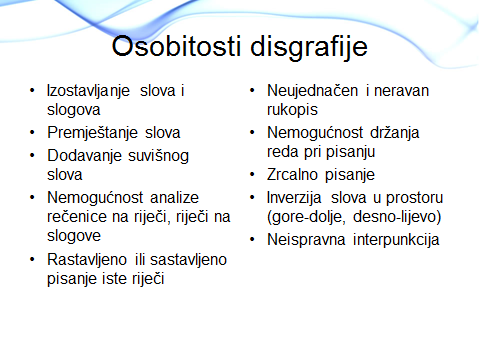 Osobitosti disgrafije
• Izostavljanje slova i
slogova
• Premještanje slova
• Dodavanje suvišnog
slova
• Nemogućnost analize
rečenice na riječi, riječi na
slogove
• Rastavljeno ili sastavljeno
pisanje iste riječi
• Neujednačen i neravan
rukopis
• Nemogućnost držanja
reda pri pisanju
• Zrcalno pisanje
• Inverzija slova u prostoru
(gore-dolje, desno-lijevo)
• Neispravna interpunkcija